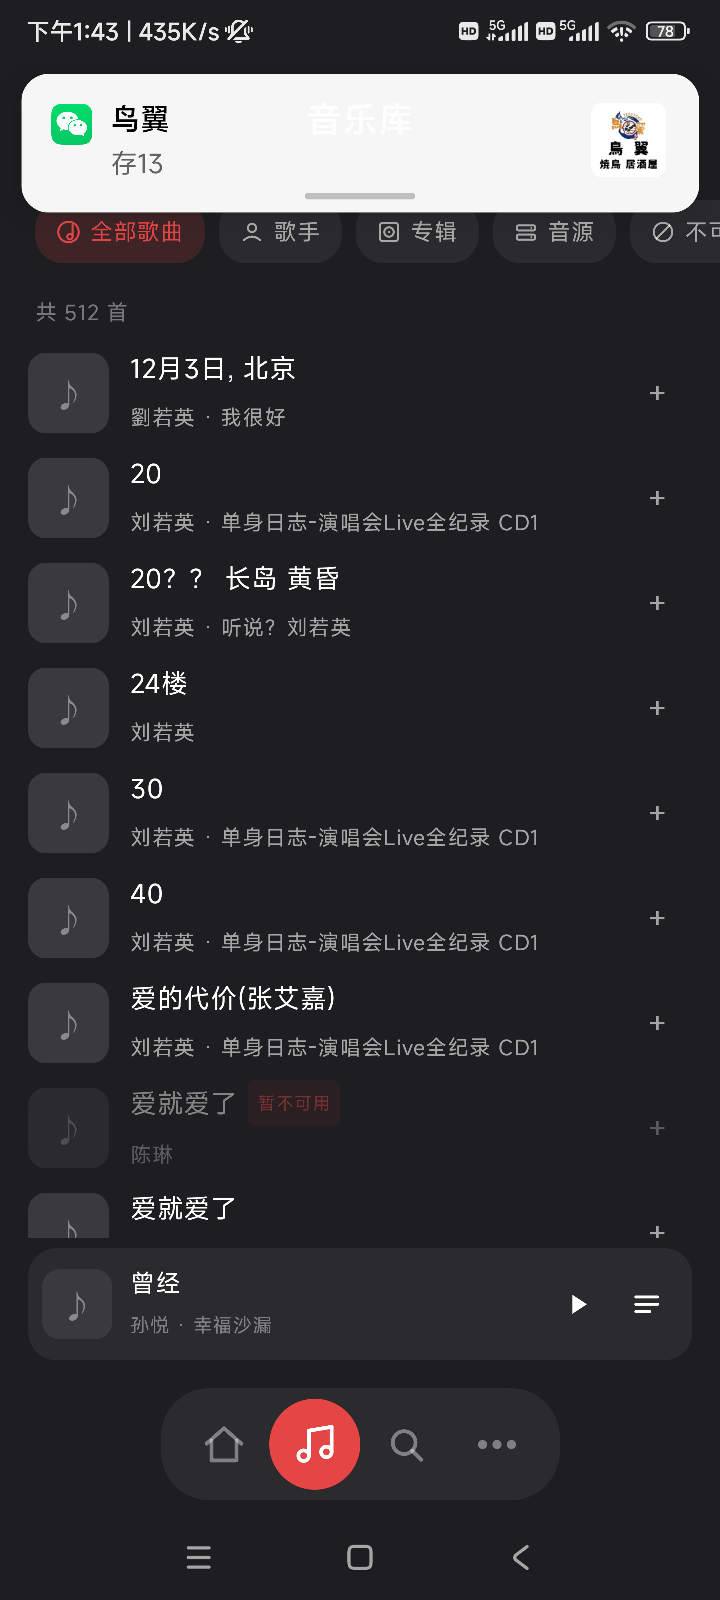 下午1:43 | 435K/s HD 5G HD 5G 78
鸟翼
音乐库
存13
鳥 翼
焼鳥 居酒屋
全部歌曲 歌手 专辑 音源 不可
共 512 首
12月3日, 北京
劉若英 · 我很好
20
刘若英 · 单身日志-演唱会Live全纪录 CD1
20？？ 长岛 黄昏
刘若英 · 听说？刘若英
24楼
刘若英
30
刘若英 · 单身日志-演唱会Live全纪录 CD1
40
刘若英 · 单身日志-演唱会Live全纪录 CD1
爱的代价(张艾嘉)
刘若英 · 单身日志-演唱会Live全纪录 CD1
爱就爱了 暂不可用
陈琳
爱就爱了
曾经
孙悦 · 幸福沙漏